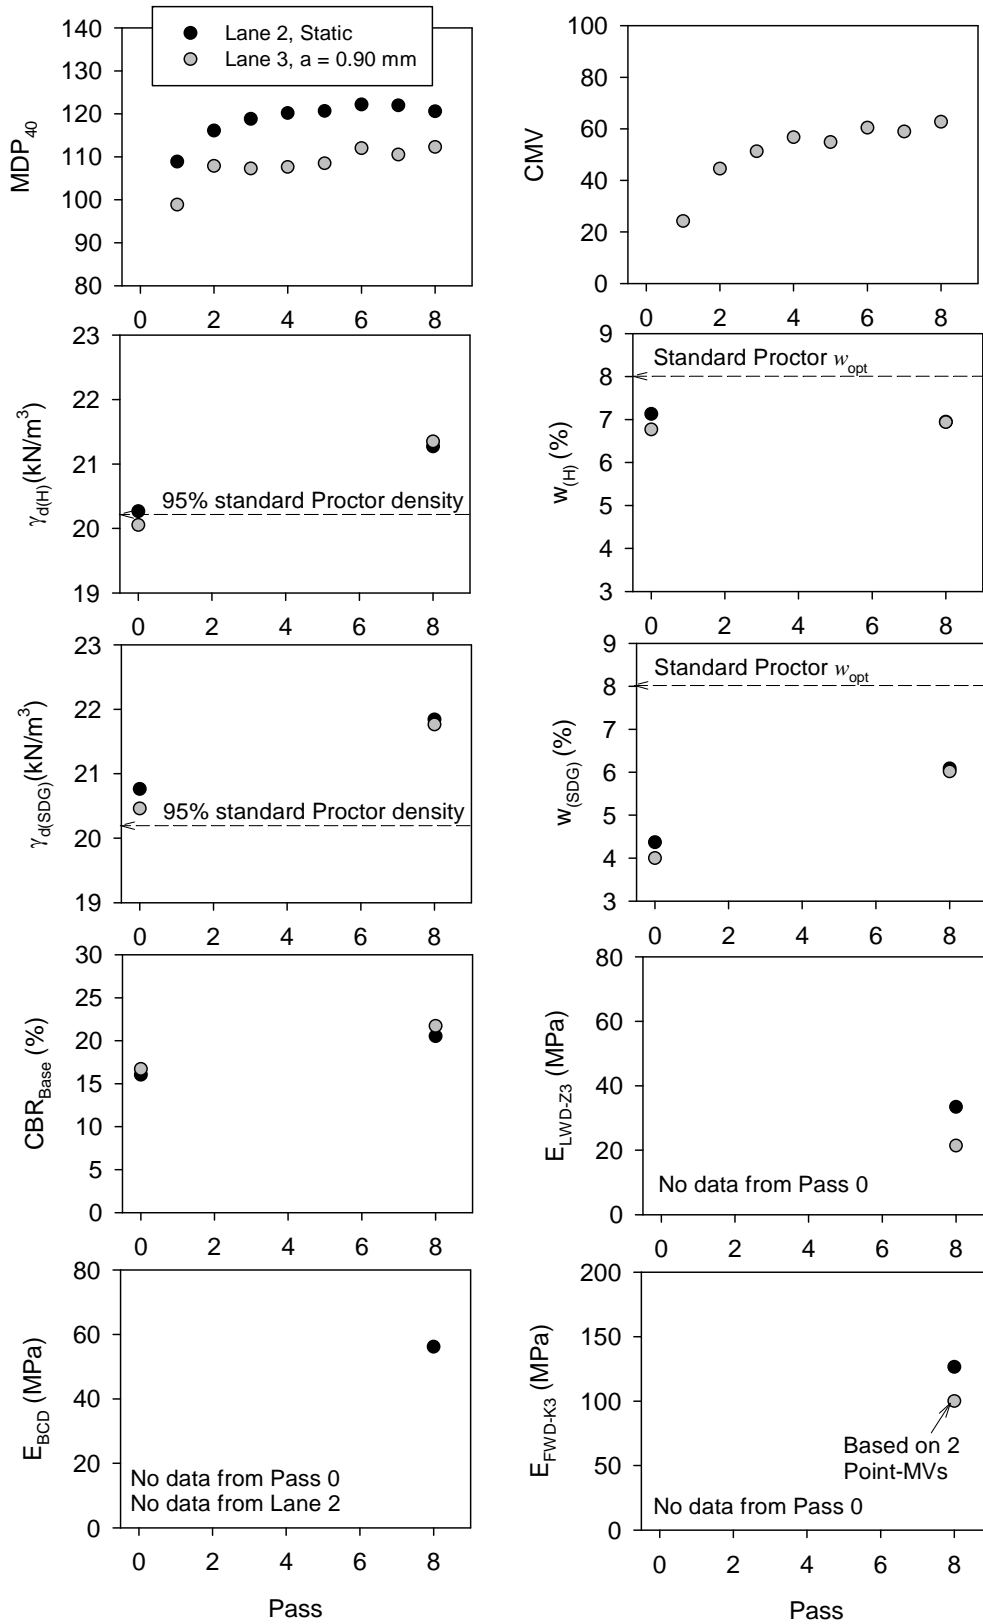 Lane 2, Static
Lane 3, a = 0.90 mm
MDP40
140
130
120
110
100
90
80
0 2 4 6 8
CMV
100
80
60
40
20
0
0 2 4 6 8
γd(H)(kN/m3)
23
22
21
20
19
95% standard Proctor density
0 2 4 6 8
w(H) (%)
9
8
7
6
5
4
3
Standard Proctor wopt
0 2 4 6 8
γd(SDG)(kN/m3)
23
22
21
20
19
95% standard Proctor density
0 2 4 6 8
w(SDG) (%)
9
8
7
6
5
4
3
Standard Proctor wopt
0 2 4 6 8
CBRBase (%)
30
25
20
15
10
5
0
0 2 4 6 8
ELWD-Z3 (MPa)
80
60
40
20
0
No data from Pass 0
0 2 4 6 8
EBCD (MPa)
80
60
40
20
0
No data from Pass 0
No data from Lane 2
0 2 4 6 8
Pass
EFWD-K3 (MPa)
200
150
100
50
0
Based on 2
Point-MVs
No data from Pass 0
0 2 4 6 8
Pass